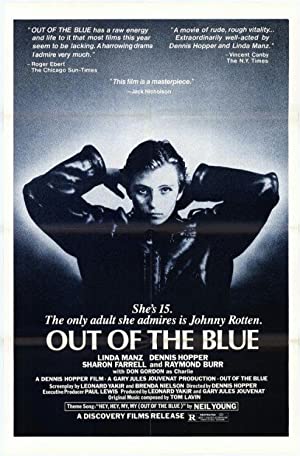 "OUT OF THE BLUE has a raw energy
and life to it that most films this year
seem to be lacking. A harrowing drama
I admire very much."
- Roger Ebert
The Chicago Sun-Times
"A movie of rude, rough vitality...
Extraordinarily well-acted by
Dennis Hopper and Linda Manz."
- Vincent Canby
The N.Y. Times
"This film is a masterpiece."
-Jack Nicholson
She's 15.
The only adult she admires is Johnny Rotten.
OUT OF THE BLUE
LINDA MANZ DENNIS HOPPER
SHARON FARRELL and RAYMOND BURR
with DON GORDON as Charlie
A DENNIS HOPPER FILM · A GARY JULES JOUVENAT PRODUCTION · OUT OF THE BLUE
Screenplay by LEONARD YAKIR and BRENDA NIELSON Directed by DENNIS HOPPER
Executive Producer PAUL LEWIS Produced by LEONARD YAKIR and GARY JULES JOUVENAT
Original Music composed by TOM LAVIN
Theme Song: "HEY, HEY, MY, MY (OUT OF THE BLUE)" by NEIL YOUNG
A DISCOVERY FILMS RELEASE
R